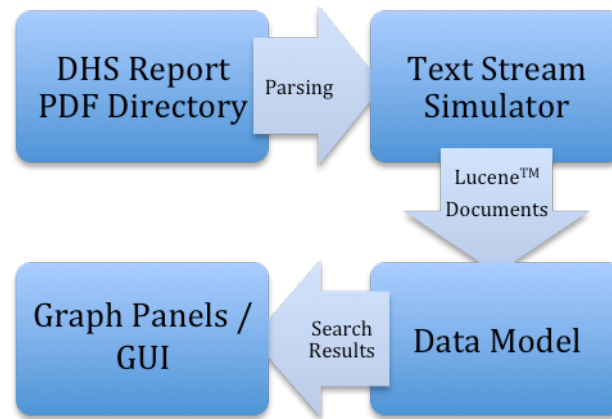 DHS Report
PDF Directory
Parsing
Text Stream
Simulator
Lucene™
Documents
Data Model
Search
Results
Graph Panels /
GUI